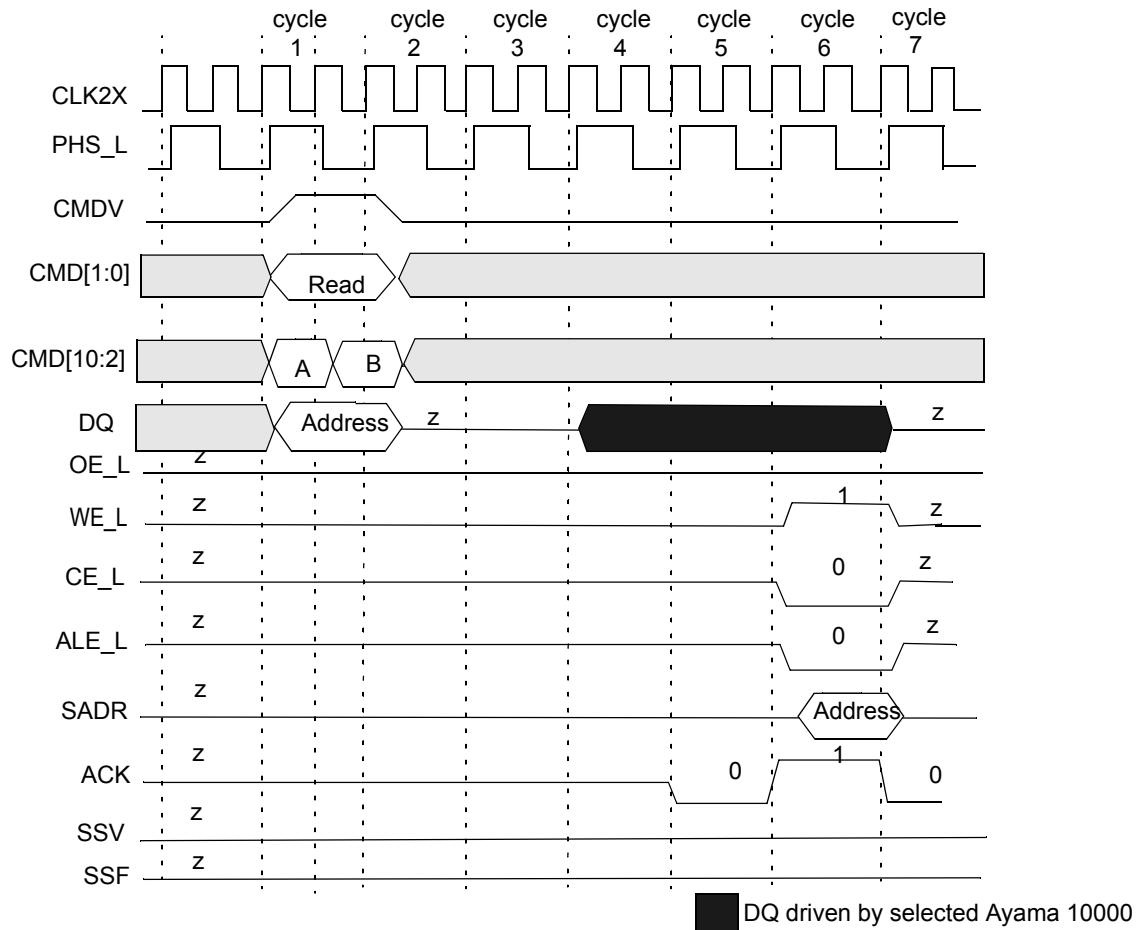 cycle cycle cycle cycle cycle cycle cycle
1 2 3 4 5 6 7
CLK2X
PHS_L
CMDV
CMD[1:0] Read
CMD[10:2] A B
DQ Address z z
OE_L z
WE_L z 1 z
CE_L z 0 z
ALE_L z 0 z
SADR z Address
ACK z 0 1 0
SSV z
SSF z
DQ driven by selected Ayama 10000